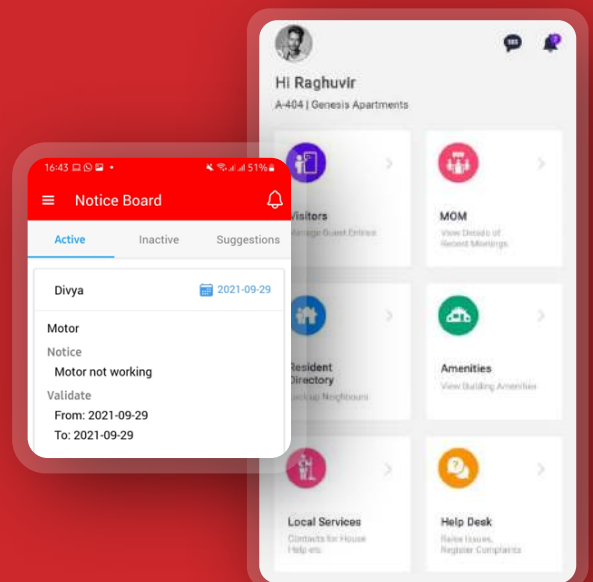 Hi Raghuvir
A-404 | Genesis Apartments
Visitors
Manage Guest Entries
MOM
View Details of
Recent Meetings
Resident
Directory
Neighbours
Amenities
View Building Amenities
Local Services
Contacts for House
Help etc
Help Desk
Raise Issues,
Register Complaints
16:43
51%
Notice Board
Active Inactive Suggestions
Divya 2021-09-29
Motor
Notice
Motor not working
Validate
From: 2021-09-29
To: 2021-09-29